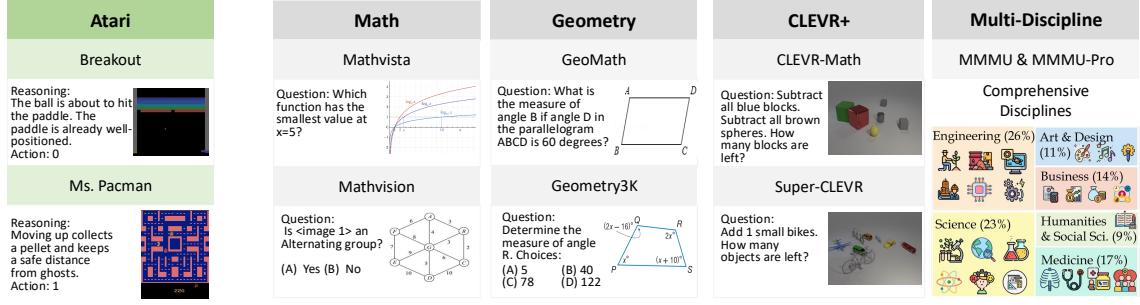 Atari
Breakout
Reasoning:
The ball is about to hit
the paddle. The
paddle is already well-
positioned.
Action: 0
Ms. Pacman
Reasoning:
Moving up collects
a pellet and keeps
a safe distance
from ghosts.
Action: 1
220
Math
Mathvista
Question: Which
function has the
smallest value at
x=5?
Mathvision
Question:
Is <image 1> an
Alternating group?
(A) Yes (B) No
Geometry
GeoMath
Question: What is
the measure of
angle B if angle D in
the parallelogram
ABCD is 60 degrees?
A
D
B
C
Geometry3K
Question:
Determine the
measure of angle
R. Choices:
(A) 5 (B) 40
(C) 78 (D) 122
(2x − 16)°
Q
R
2x°
x°
(x + 10)°
P
S
CLEVR+
CLEVR-Math
Question: Subtract
all blue blocks.
Subtract all brown
spheres. How
many blocks are
left?
Super-CLEVR
Question:
Add 1 small bikes.
How many
objects are left?
Multi-Discipline
MMMU & MMMU-Pro
Comprehensive
Disciplines
Engineering (26%)
Art & Design
(11%)
Business (14%)
Science (23%)
Humanities
& Social Sci. (9%)
Medicine (17%)